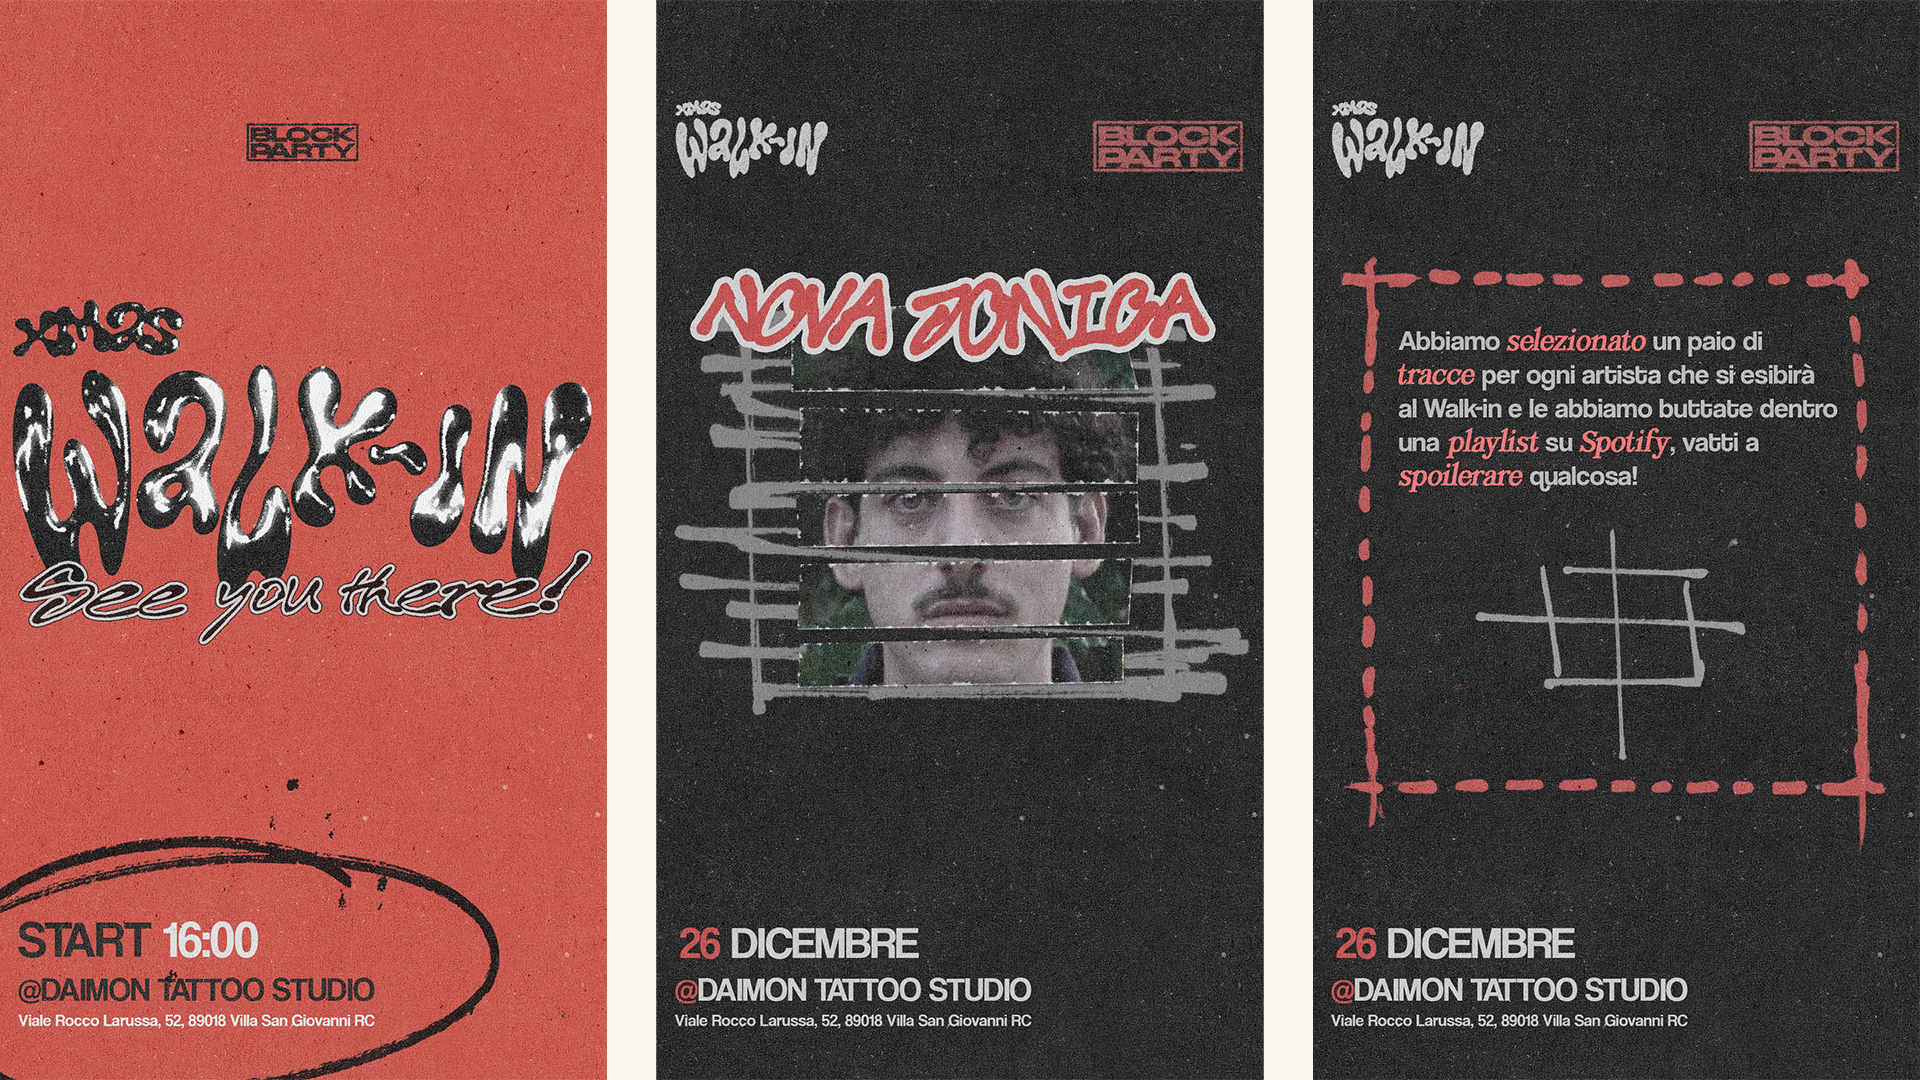 BLOCK
PARTY
xmas
WaLK-IN
See you there!
START 16:00
@DAIMON TATTOO STUDIO
Viale Rocco Larussa, 52, 89018 Villa San Giovanni RC
xmas
WaLK-IN
BLOCK
PARTY
NOVA JONIGA
26 DICEMBRE
@DAIMON TATTOO STUDIO
Viale Rocco Larussa, 52, 89018 Villa San Giovanni RC
xmas
WaLK-IN
BLOCK
PARTY
Abbiamo selezionato un paio di
tracce per ogni artista che si esibirà
al Walk-in e le abbiamo buttate dentro
una playlist su Spotify, vatti a
spoilerare qualcosa!
26 DICEMBRE
@DAIMON TATTOO STUDIO
Viale Rocco Larussa, 52, 89018 Villa San Giovanni RC